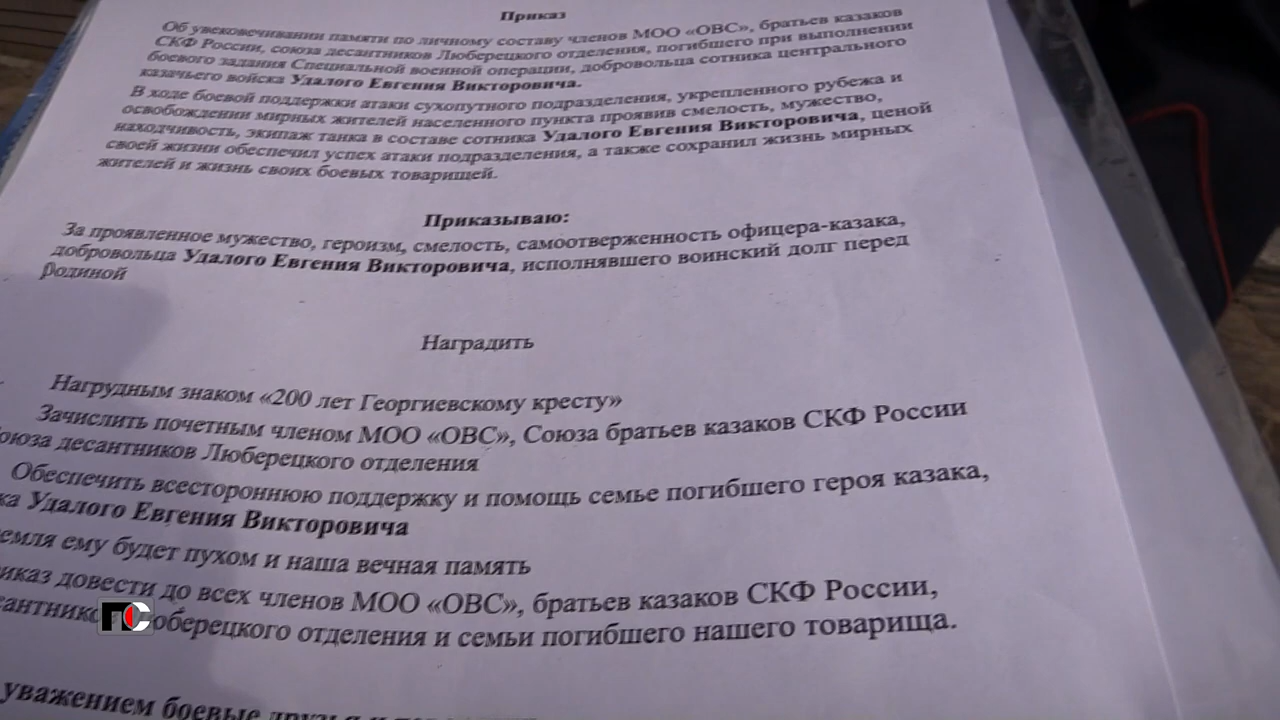 Приказ
Об увековечивании памяти по личному составу членов МОО «ОВС», братьев казаков
СКФ России, союза десантников Люберецкого отделения, погибшего при выполнении
боевого задания Специальной военной операции, добровольца сотника центрального
казачьего войска Удалого Евгения Викторовича.
В ходе боевой поддержки атаки сухопутного подразделения, укрепленного рубежа и
освобождении мирных жителей населенного пункта проявив смелость, мужество,
находчивость, экипаж танка в составе сотника Удалого Евгения Викторовича, ценой
своей жизни обеспечил успех атаки подразделения, а также сохранил жизнь мирных
жителей и жизнь своих боевых товарищей.
Приказываю:
За проявленное мужество, героизм, смелость, самоотверженность офицера-казака,
добровольца Удалого Евгения Викторовича, исполнявшего воинский долг перед
Родиной
Наградить
Нагрудным знаком «200 лет Георгиевскому кресту»
Зачислить почетным членом МОО «ОВС», Союза братьев казаков СКФ России
оюза десантников Люберецкого отделения
Обеспечить всестороннюю поддержку и помощь семье погибшего героя казака,
ка Удалого Евгения Викторовича
емля ему будет пухом и наша вечная память
иказ довести до всех членов МОО «ОВС», братьев казаков СКФ России,
сантников оберецкого отделения и семьи погибшего нашего товарища.
ПС
уважением боевые друзья и